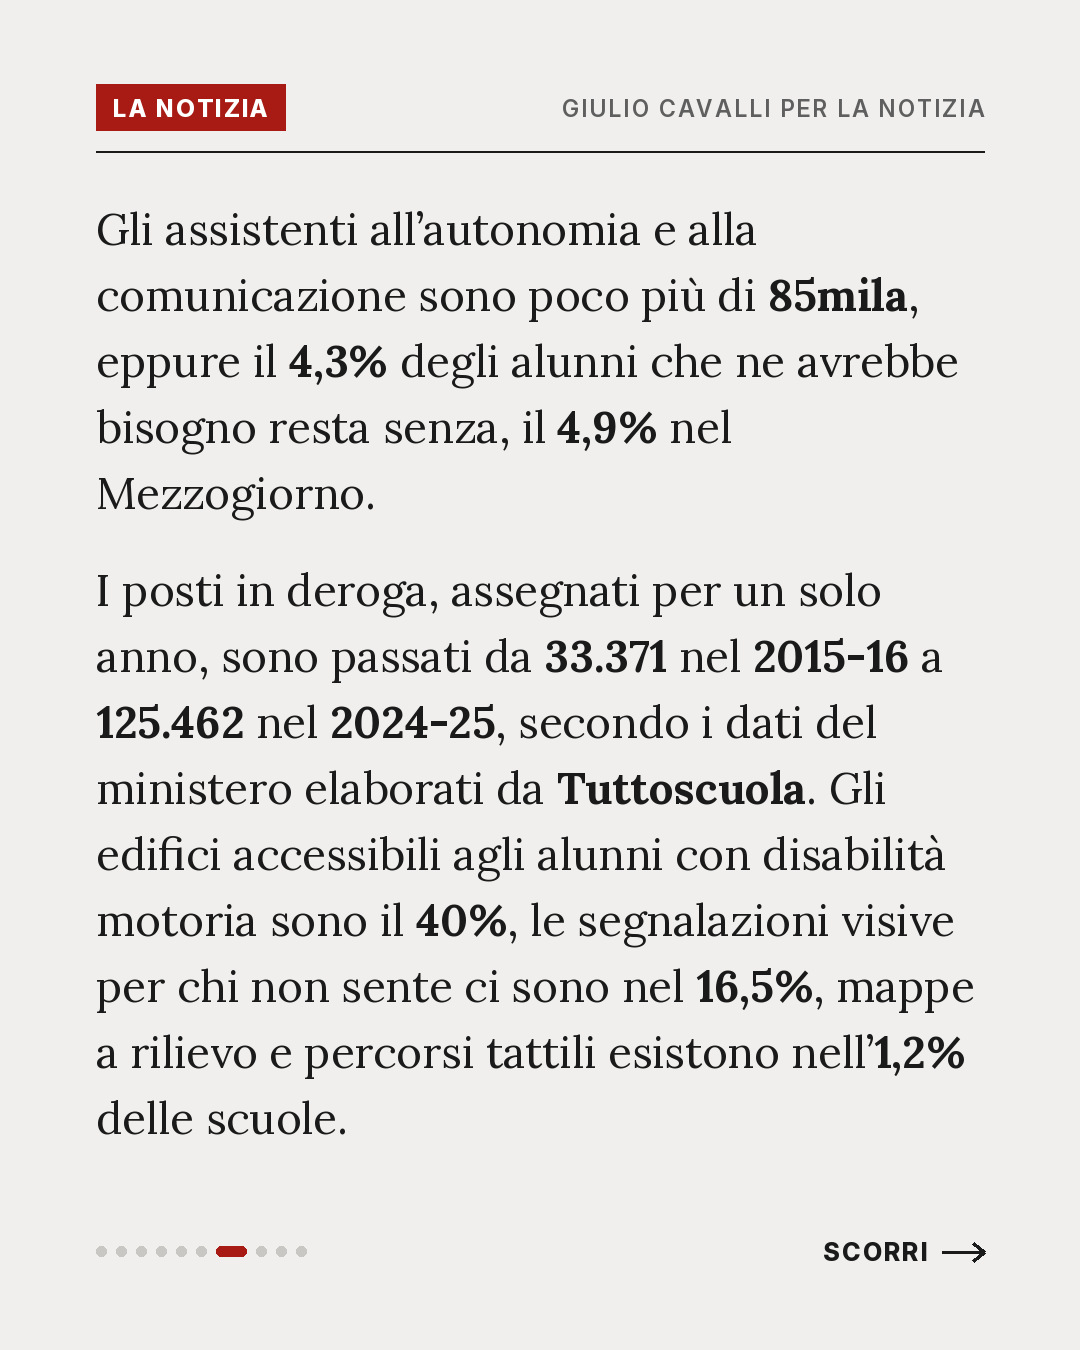 LA NOTIZIA
GIULIO CAVALLI PER LA NOTIZIA
Gli assistenti all’autonomia e alla
comunicazione sono poco più di 85mila,
eppure il 4,3% degli alunni che ne avrebbe
bisogno resta senza, il 4,9% nel
Mezzogiorno.
I posti in deroga, assegnati per un solo
anno, sono passati da 33.371 nel 2015-16 a
125.462 nel 2024-25, secondo i dati del
ministero elaborati da Tuttoscuola. Gli
edifici accessibili agli alunni con disabilità
motoria sono il 40%, le segnalazioni visive
per chi non sente ci sono nel 16,5%, mappe
a rilievo e percorsi tattili esistono nell’1,2%
delle scuole.
SCORRI